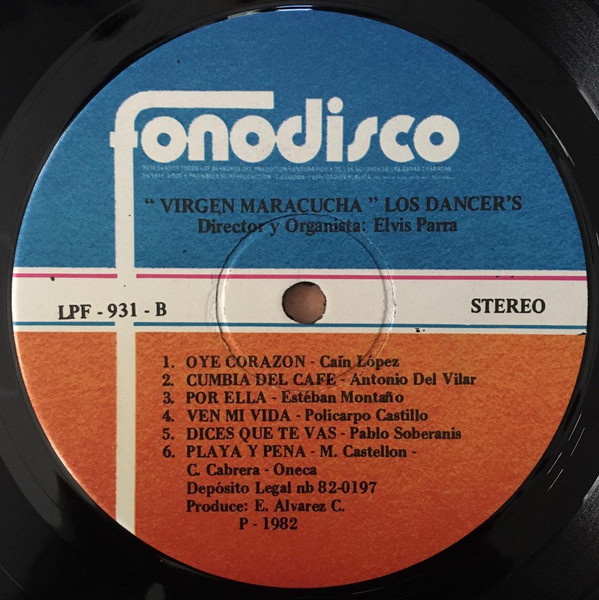 fonodisco
" VIRGEN MARACUCHA " LOS DANCER'S
Director y Organista: Elvis Parra
LPF - 931 - B
STEREO
1. OYE CORAZON - Caín López
2. CUMBIA DEL CAFE - Antonio Del Vilar
3. POR ELLA - Estéban Montaño
4. VEN MI VIDA - Policarpo Castillo
5. DICES QUE TE VAS - Pablo Soberanis
6. PLAYA Y PENA - M. Castellon -
C. Cabrera - Oneca
Depósito Legal nb 82-0197
Produce: E. Alvarez C.
P - 1982